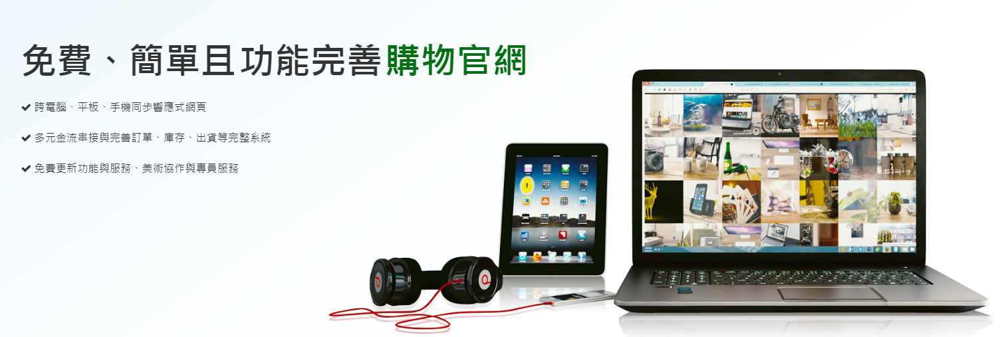 免費、簡單且功能完善購物官網
跨電腦、平板、手機同步響應式網頁
多元金流串接與完善訂單、庫存、出貨等完整系統
免費更新功能與服務、美術協作與專員服務